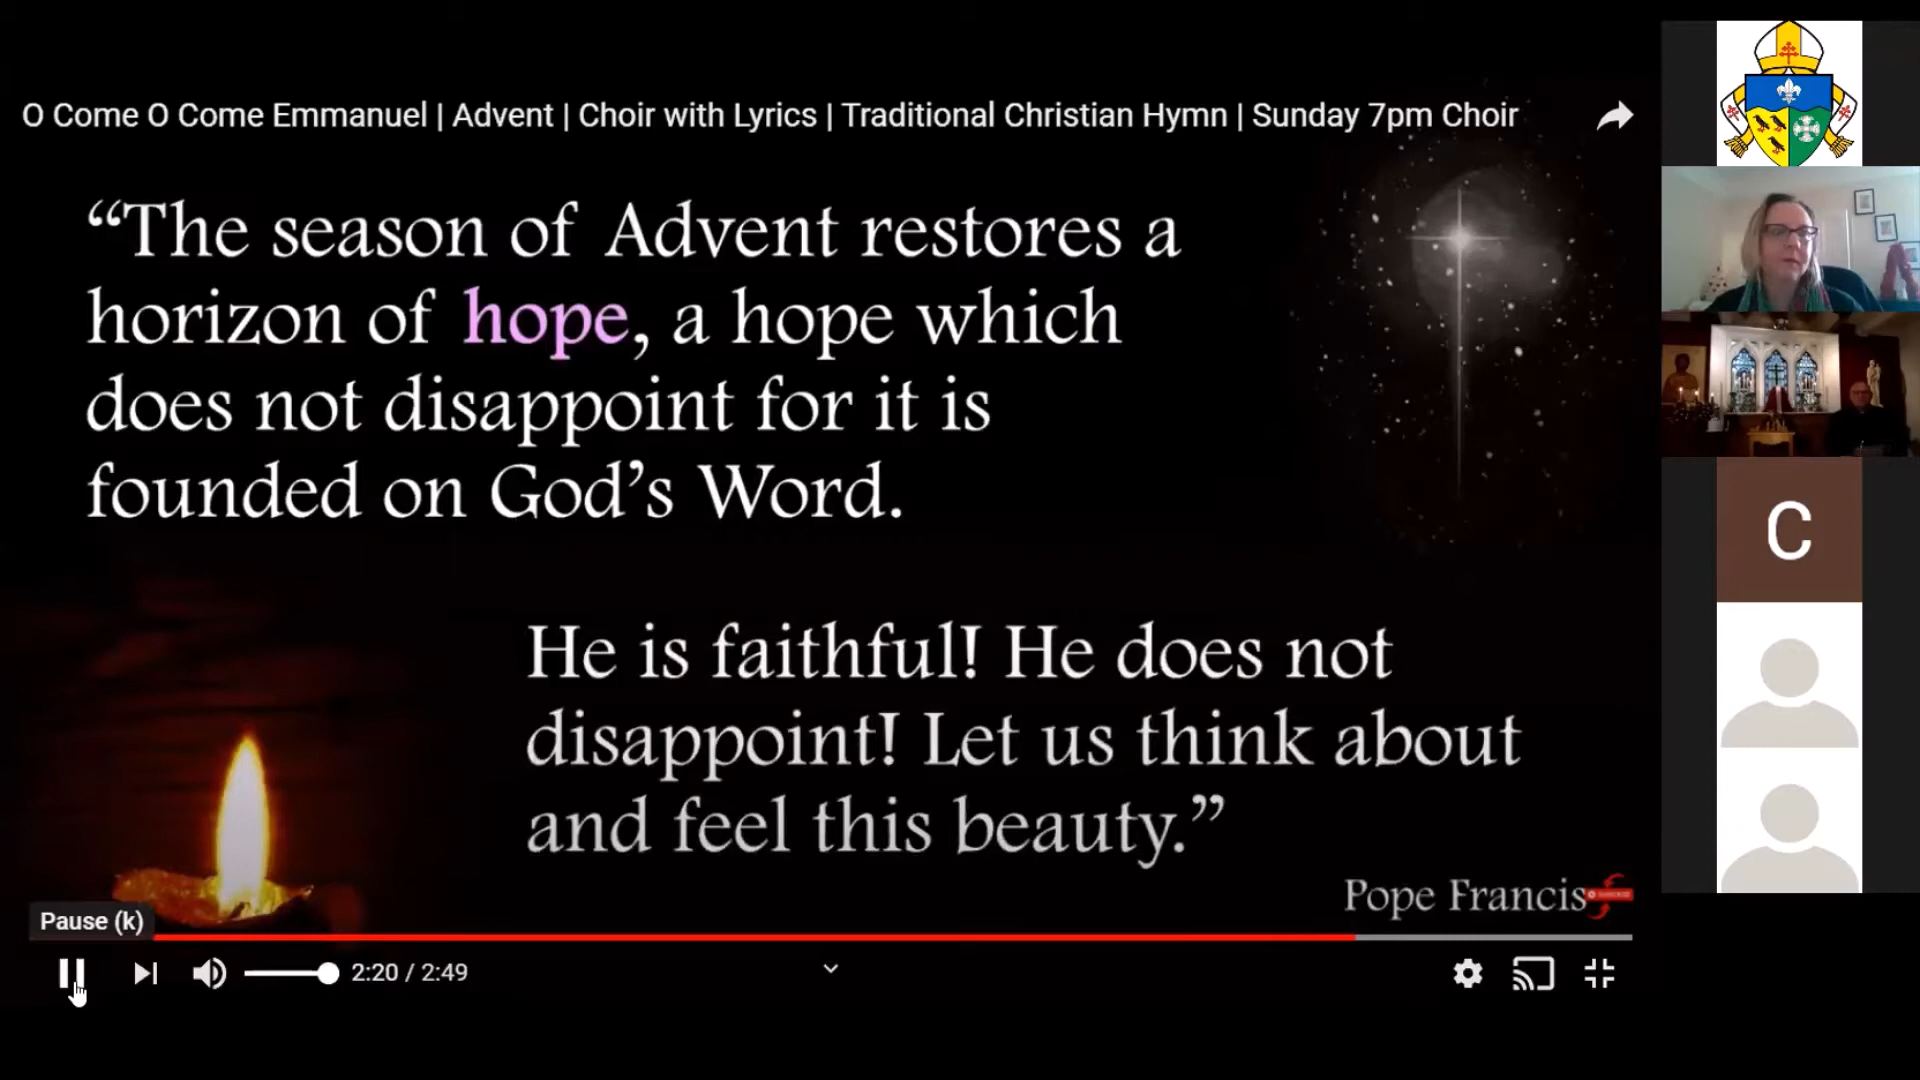 O Come O Come Emmanuel | Advent | Choir with Lyrics | Traditional Christian Hymn | Sunday 7pm Choir
“The season of Advent restores a
horizon of hope, a hope which
does not disappoint for it is
founded on God’s Word.
He is faithful! He does not
disappoint! Let us think about
and feel this beauty.”
Pope Francis
Pause (k)
2:20 / 2:49
C